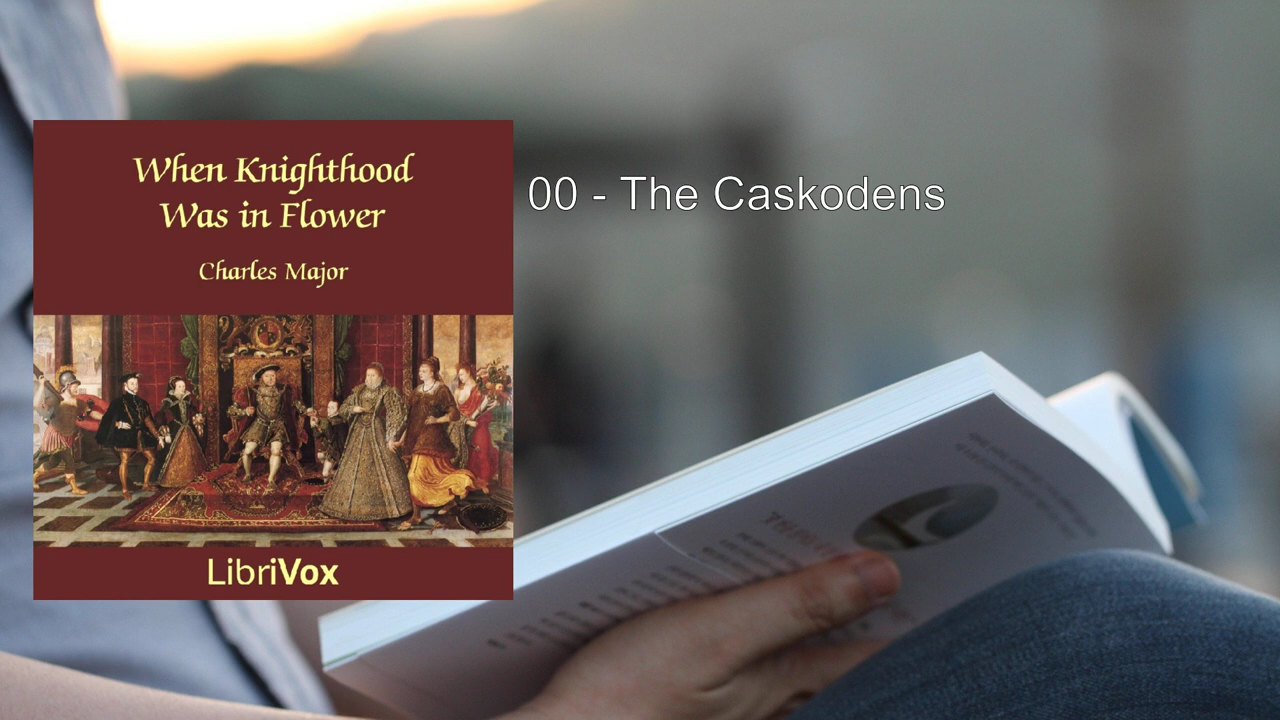 When Knighthood
Was in Flower
Charles Major
LibriVox
00 - The Caskodens